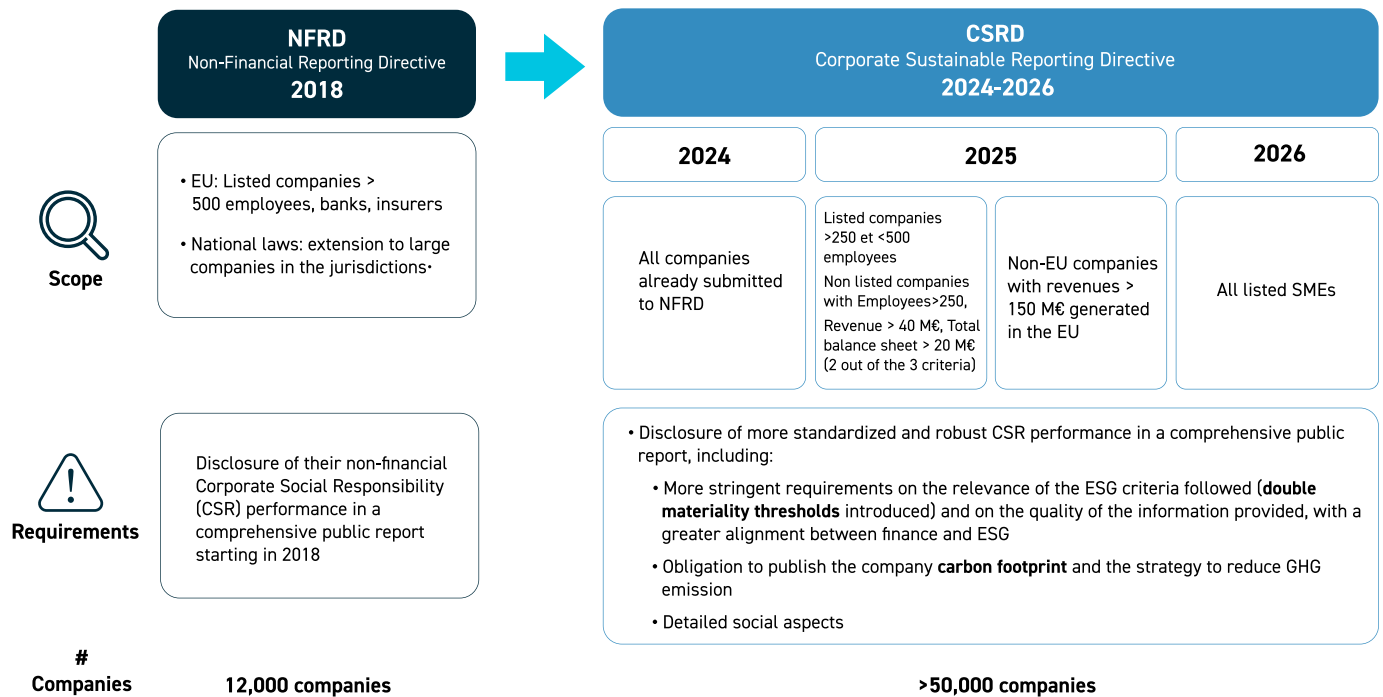 NFRD
Non-Financial Reporting Directive
2018
CSRD
Corporate Sustainable Reporting Directive
2024-2026
2024
2025
2026
Scope
• EU: Listed companies >
500 employees, banks, insurers
• National laws: extension to large
companies in the jurisdictions•
All companies
already submitted
to NFRD
Listed companies
>250 et <500
employees
Non listed companies
with Employees>250,
Revenue > 40 M€, Total
balance sheet > 20 M€
(2 out of the 3 criteria)
Non-EU companies
with revenues >
150 M€ generated
in the EU
All listed SMEs
Requirements
Disclosure of their non-financial
Corporate Social Responsibility
(CSR) performance in a
comprehensive public report
starting in 2018
• Disclosure of more standardized and robust CSR performance in a comprehensive public
report, including:
• More stringent requirements on the relevance of the ESG criteria followed (double
materiality thresholds introduced) and on the quality of the information provided, with a
greater alignment between finance and ESG
• Obligation to publish the company carbon footprint and the strategy to reduce GHG
emission
• Detailed social aspects
#
Companies
12,000 companies
>50,000 companies